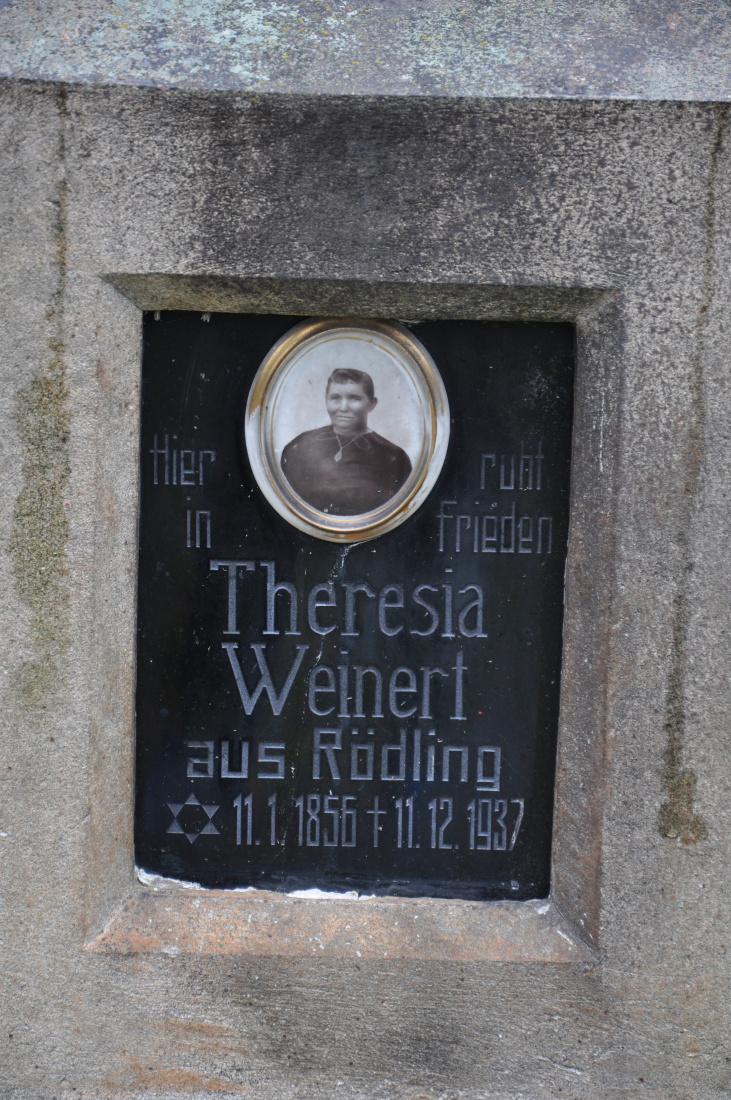 Hier ruht
in Frieden
Theresia
Weinert
aus Rödling
✡ 11. 1. 1856 † 11. 12. 1937